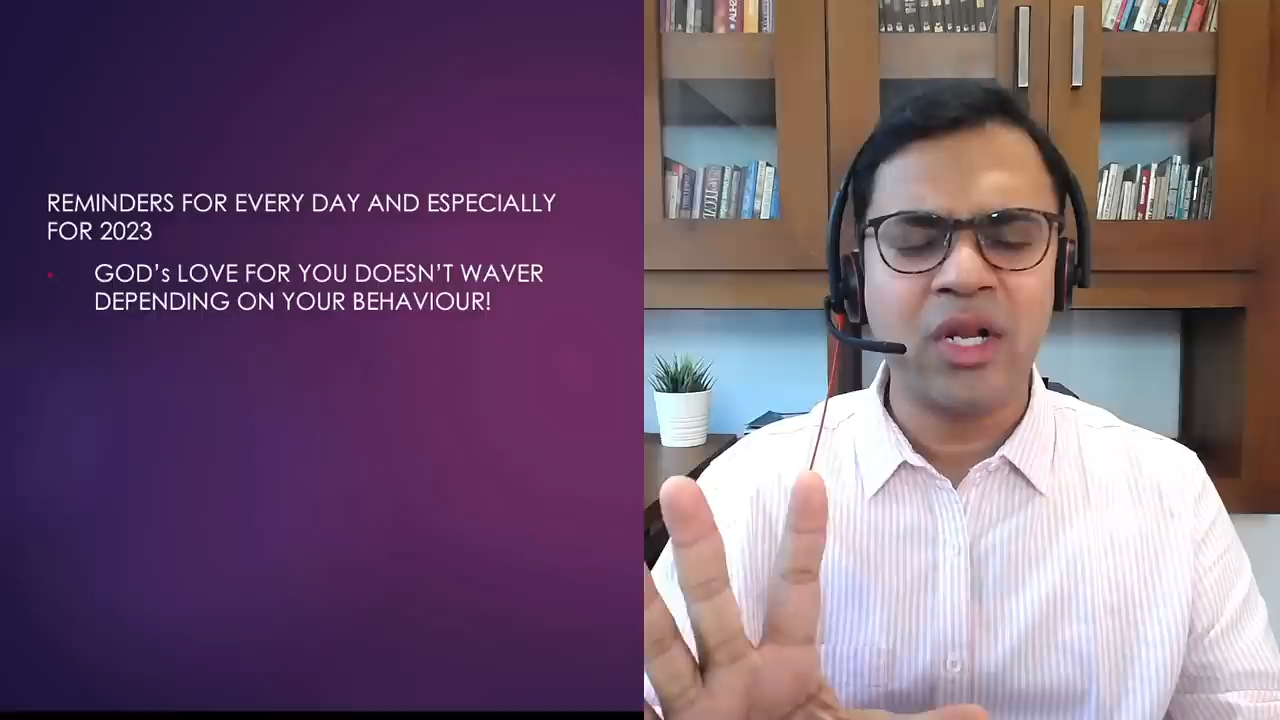 REMINDERS FOR EVERY DAY AND ESPECIALLY
FOR 2023
GOD's LOVE FOR YOU DOESN'T WAVER
DEPENDING ON YOUR BEHAVIOUR!